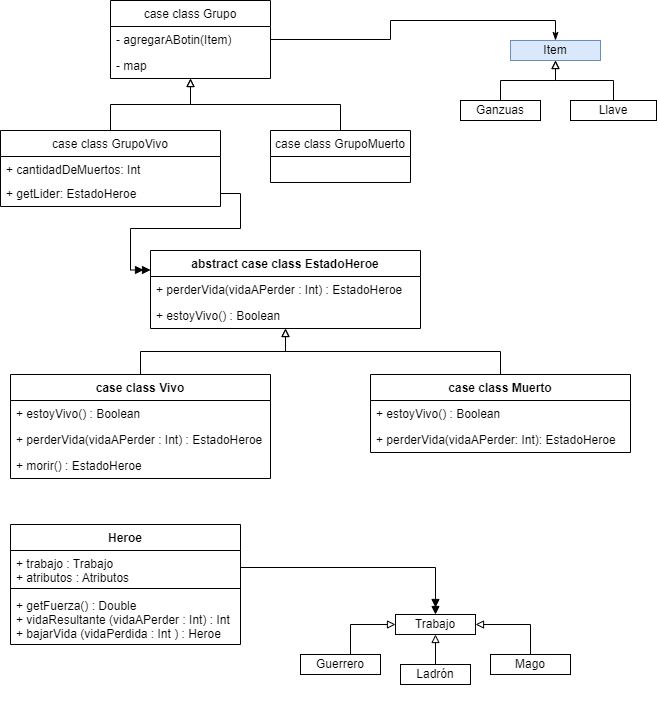 case class Grupo
- agregarABotin(Item)
- map
Item
Ganzuas
Llave
case class GrupoVivo
+ cantidadDeMuertos: Int
+ getLider: EstadoHeroe
case class GrupoMuerto
abstract case class EstadoHeroe
+ perderVida(vidaAPerder : Int) : EstadoHeroe
+ estoyVivo() : Boolean
case class Vivo
+ estoyVivo() : Boolean
+ perderVida(vidaAPerder : Int) : EstadoHeroe
+ morir() : EstadoHeroe
case class Muerto
+ estoyVivo() : Boolean
+ perderVida(vidaAPerder: Int): EstadoHeroe
Heroe
+ trabajo : Trabajo
+ atributos : Atributos
+ getFuerza() : Double
+ vidaResultante (vidaAPerder : Int) : Int
+ bajarVida (vidaPerdida : Int ) : Heroe
Trabajo
Guerrero
Ladrón
Mago